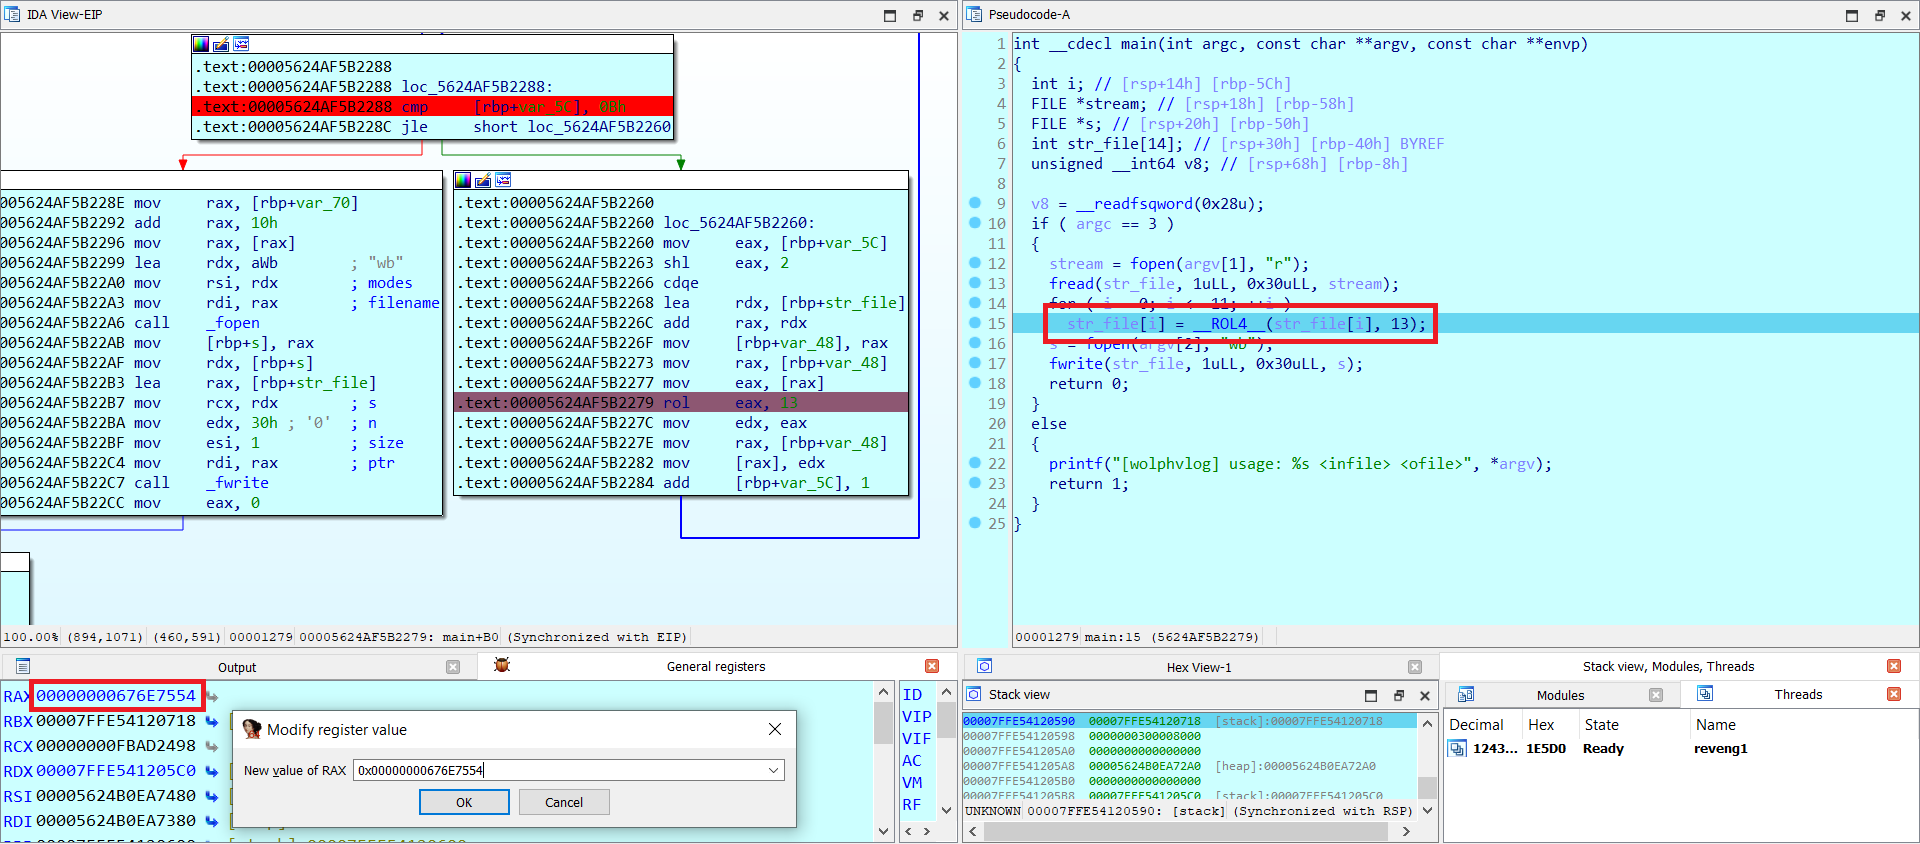 IDA View-EIP
.text:00005624AF5B2288
.text:00005624AF5B2288 loc_5624AF5B2288:
.text:00005624AF5B2288 cmp [rbp+var_5C], 0Bh
.text:00005624AF5B228C jle short loc_5624AF5B2260
005624AF5B228E mov rax, [rbp+var_70]
005624AF5B2292 add rax, 10h
005624AF5B2296 mov rax, [rax]
005624AF5B2299 lea rdx, aWb ; "wb"
005624AF5B22A0 mov rsi, rdx ; modes
005624AF5B22A3 mov rdi, rax ; filename
005624AF5B22A6 call _fopen
005624AF5B22AB mov [rbp+s], rax
005624AF5B22AF mov rdx, [rbp+s]
005624AF5B22B3 lea rax, [rbp+str_file]
005624AF5B22B7 mov rcx, rdx ; s
005624AF5B22BA mov edx, 30h ; '0' ; n
005624AF5B22BF mov esi, 1 ; size
005624AF5B22C4 mov rdi, rax ; ptr
005624AF5B22C7 call _fwrite
005624AF5B22CC mov eax, 0
.text:00005624AF5B2260
.text:00005624AF5B2260 loc_5624AF5B2260:
.text:00005624AF5B2260 mov eax, [rbp+var_5C]
.text:00005624AF5B2263 shl eax, 2
.text:00005624AF5B2266 cdqe
.text:00005624AF5B2268 lea rdx, [rbp+str_file]
.text:00005624AF5B226C add rax, rdx
.text:00005624AF5B226F mov [rbp+var_48], rax
.text:00005624AF5B2273 mov rax, [rbp+var_48]
.text:00005624AF5B2277 mov eax, [rax]
.text:00005624AF5B2279 rol eax, 13
.text:00005624AF5B227C mov edx, eax
.text:00005624AF5B227E mov rax, [rbp+var_48]
.text:00005624AF5B2282 mov [rax], edx
.text:00005624AF5B2284 add [rbp+var_5C], 1
100.00% (894,1071) (460,591) 00001279 00005624AF5B2279: main+B0 (Synchronized with EIP)
Pseudocode-A
1 int __cdecl main(int argc, const char **argv, const char **envp)
2 {
3 int i; // [rsp+14h] [rbp-5Ch]
4 FILE *stream; // [rsp+18h] [rbp-58h]
5 FILE *s; // [rsp+20h] [rbp-50h]
6 int str_file[14]; // [rsp+30h] [rbp-40h] BYREF
7 unsigned __int64 v8; // [rsp+68h] [rbp-8h]
8
9 v8 = __readfsqword(0x28u);
10 if ( argc == 3 )
11 {
12 stream = fopen(argv[1], "r");
13 fread(str_file, 1uLL, 0x30uLL, stream);
14 for ( i = 0; i <= 11; ++i )
15 str_file[i] = __ROL4__(str_file[i], 13);
16 s = fopen(argv[2], "wb");
17 fwrite(str_file, 1uLL, 0x30uLL, s);
18 return 0;
19 }
20 else
21 {
22 printf("[wolphvlog] usage: %s <infile> <ofile>", *argv);
23 return 1;
24 }
25 }
00001279 main:15 (5624AF5B2279)
Output
General registers
RAX 00000000676E7554
RBX 00007FFE54120718
RCX 00000000FBAD2498
RDX 00007FFE541205C0
RSI 00005624B0EA7480
RDI 00005624B0EA7380
ID
VIP
VIF
AC
VM
RF
Modify register value
New value of RAX 0x00000000676E7554
OK Cancel
Hex View-1
Stack view
00007FFE54120590 00007FFE54120718 [stack]:00007FFE54120718
00007FFE54120598 0000000300008000
00007FFE541205A0 0000000000000000
00007FFE541205A8 00005624B0EA72A0 [heap]:00005624B0EA72A0
00007FFE541205B0 0000000000000000
00007FFE541205B8 00007FFE541205C0 [stack]:00007FFE541205C0
UNKNOWN 00007FFE54120590: [stack] (Synchronized with RSP)
Stack view, Modules, Threads
Modules
Threads
Decimal Hex State Name
1243... 1E5D0 Ready reveng1